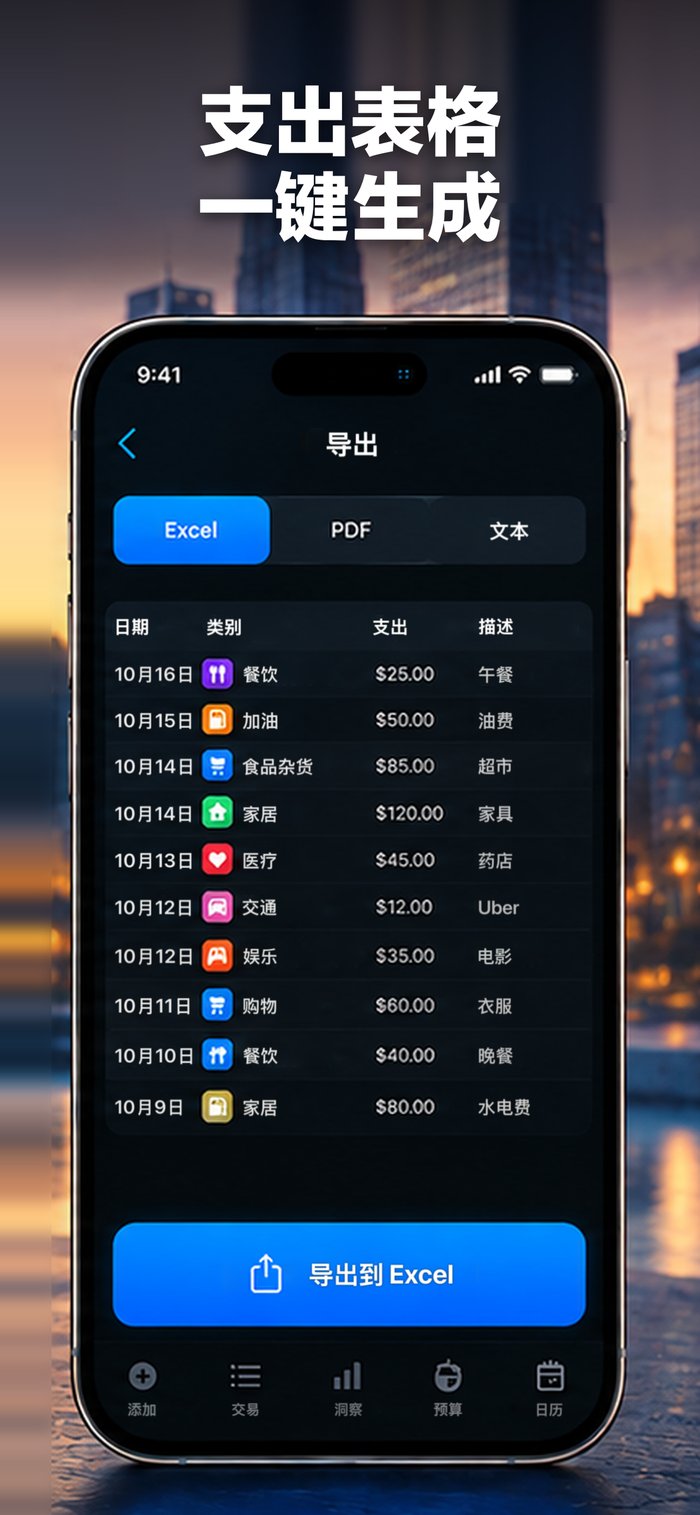 支出表格
一键生成
9:41
导出
Excel PDF 文本
日期 类别 支出 描述
10月16日 餐饮 $25.00 午餐
10月15日 加油 $50.00 油费
10月14日 食品杂货 $85.00 超市
10月14日 家居 $120.00 家具
10月13日 医疗 $45.00 药店
10月12日 交通 $12.00 Uber
10月12日 娱乐 $35.00 电影
10月11日 购物 $60.00 衣服
10月10日 餐饮 $40.00 晚餐
10月9日 家居 $80.00 水电费
导出到 Excel
添加 交易 洞察 预算 日历